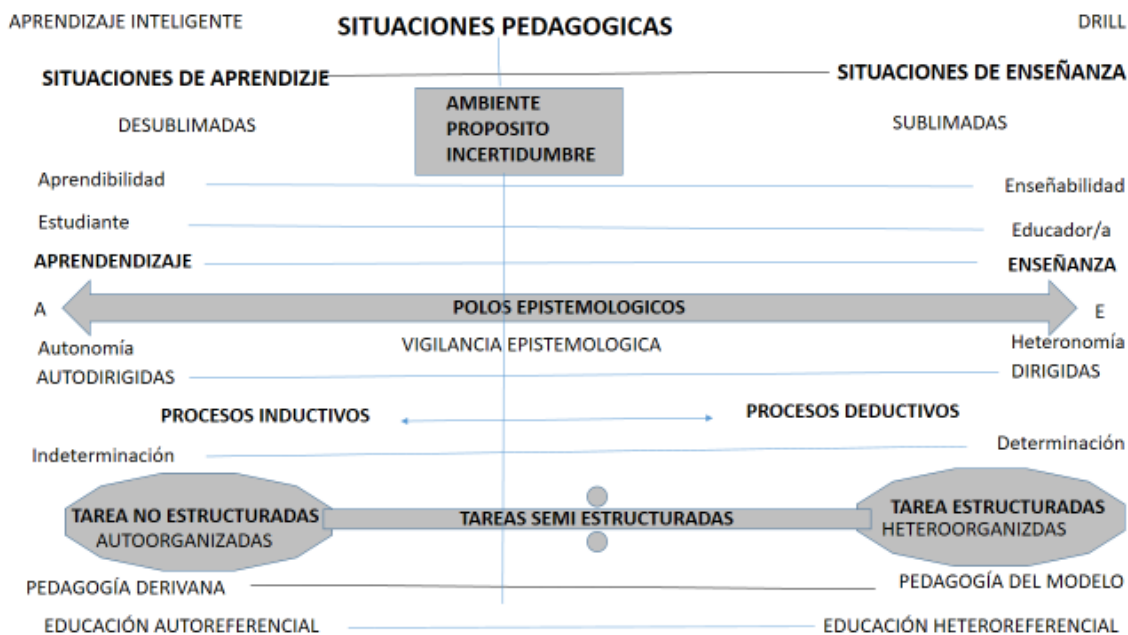 APRENDIZAJE INTELIGENTE
SITUACIONES PEDAGOGICAS
DRILL
SITUACIONES DE APRENDIZJE
SITUACIONES DE ENSEÑANZA
AMBIENTE
PROPOSITO
INCERTIDUMBRE
DESUBLIMADAS
SUBLIMADAS
Aprendibilidad
Enseñabilidad
Estudiante
Educador/a
APRENDENDIZAJE
ENSEÑANZA
A
POLOS EPISTEMOLOGICOS
E
Autonomía
VIGILANCIA EPISTEMOLOGICA
Heteronomía
AUTODIRIGIDAS
DIRIGIDAS
PROCESOS INDUCTIVOS
PROCESOS DEDUCTIVOS
Indeterminación
Determinación
TAREA NO ESTRUCTURADAS
AUTOORGANIZADAS
TAREAS SEMI ESTRUCTURADAS
TAREA ESTRUCTURADAS
HETEROORGANIZDAS
PEDAGOGÍA DERIVANA
PEDAGOGÍA DEL MODELO
EDUCACIÓN AUTOREFERENCIAL
EDUCACIÓN HETEROREFERENCIAL